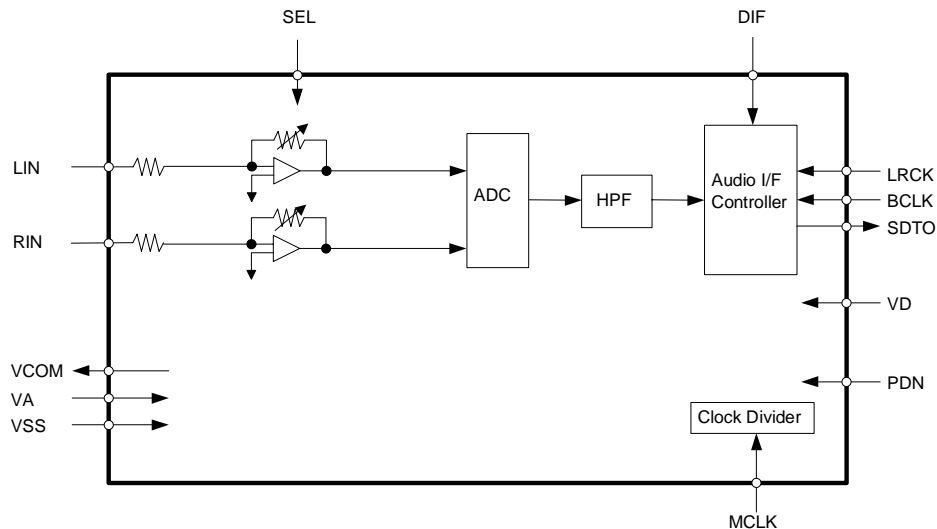 SEL
DIF
LIN
RIN
ADC
HPF
Audio I/F
Controller
LRCK
BCLK
SDTO
VD
PDN
VCOM
VA
VSS
Clock Divider
MCLK